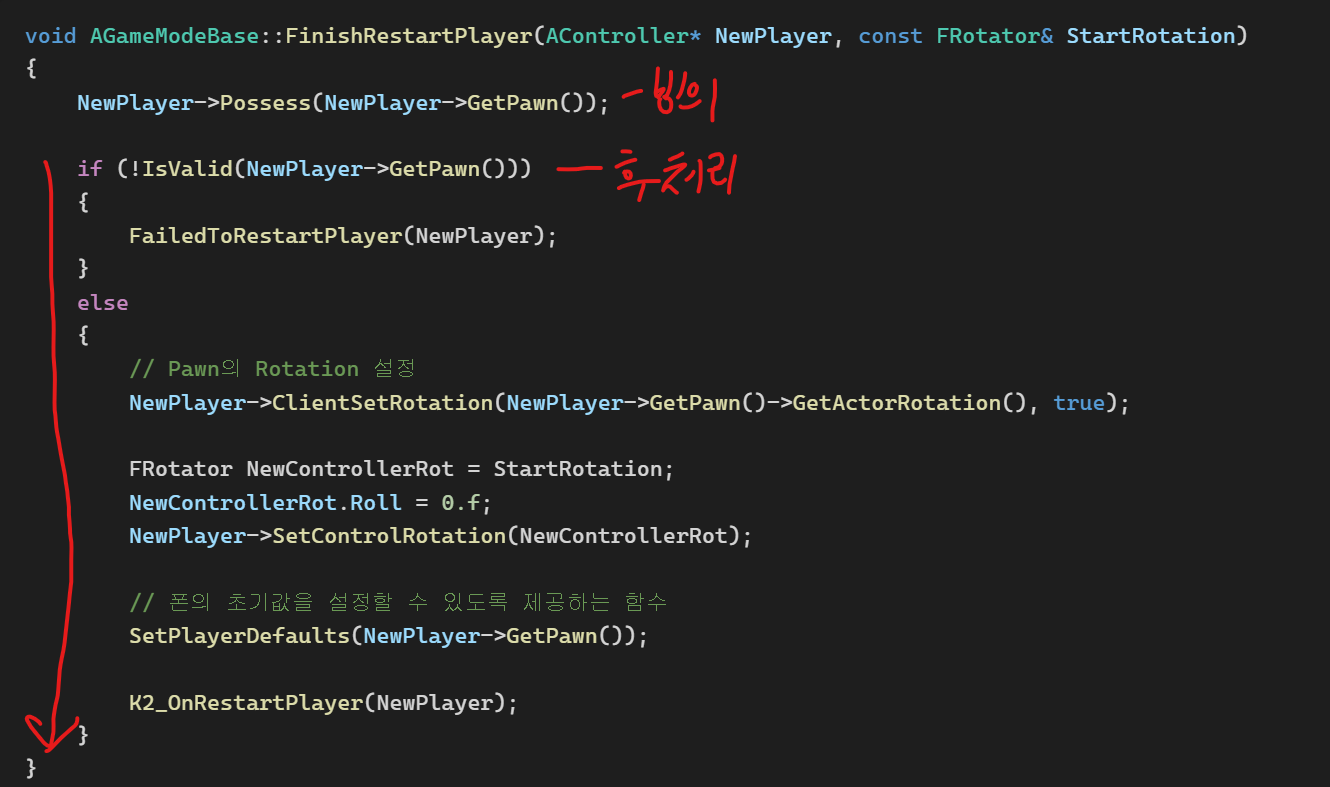 void AGameModeBase::FinishRestartPlayer(AController* NewPlayer, const FRotator& StartRotation)
{
    NewPlayer->Possess(NewPlayer->GetPawn()); - 빙의
    if (!IsValid(NewPlayer->GetPawn())) - 후처리
    {
        FailedToRestartPlayer(NewPlayer);
    }
    else
    {
        // Pawn의 Rotation 설정
        NewPlayer->ClientSetRotation(NewPlayer->GetPawn()->GetActorRotation(), true);
        FRotator NewControllerRot = StartRotation;
        NewControllerRot.Roll = 0.f;
        NewPlayer->SetControlRotation(NewControllerRot);
        // 폰의 초기값을 설정할 수 있도록 제공하는 함수
        SetPlayerDefaults(NewPlayer->GetPawn());
        K2_OnRestartPlayer(NewPlayer);
    }
}